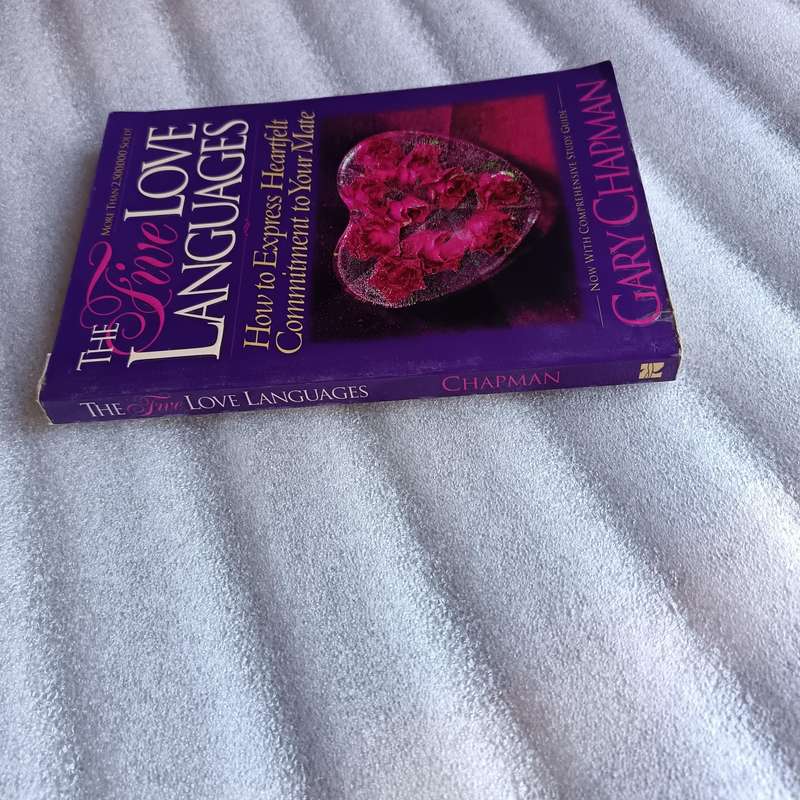 MORE THAN 2,500,000 SOLD!
THE Five LOVE
LANGUAGES
How to Express Heartfelt
Commitment to Your Mate
NOW WITH COMPREHENSIVE STUDY GUIDE
GARY CHAPMAN
THE Five LOVE LANGUAGES CHAPMAN